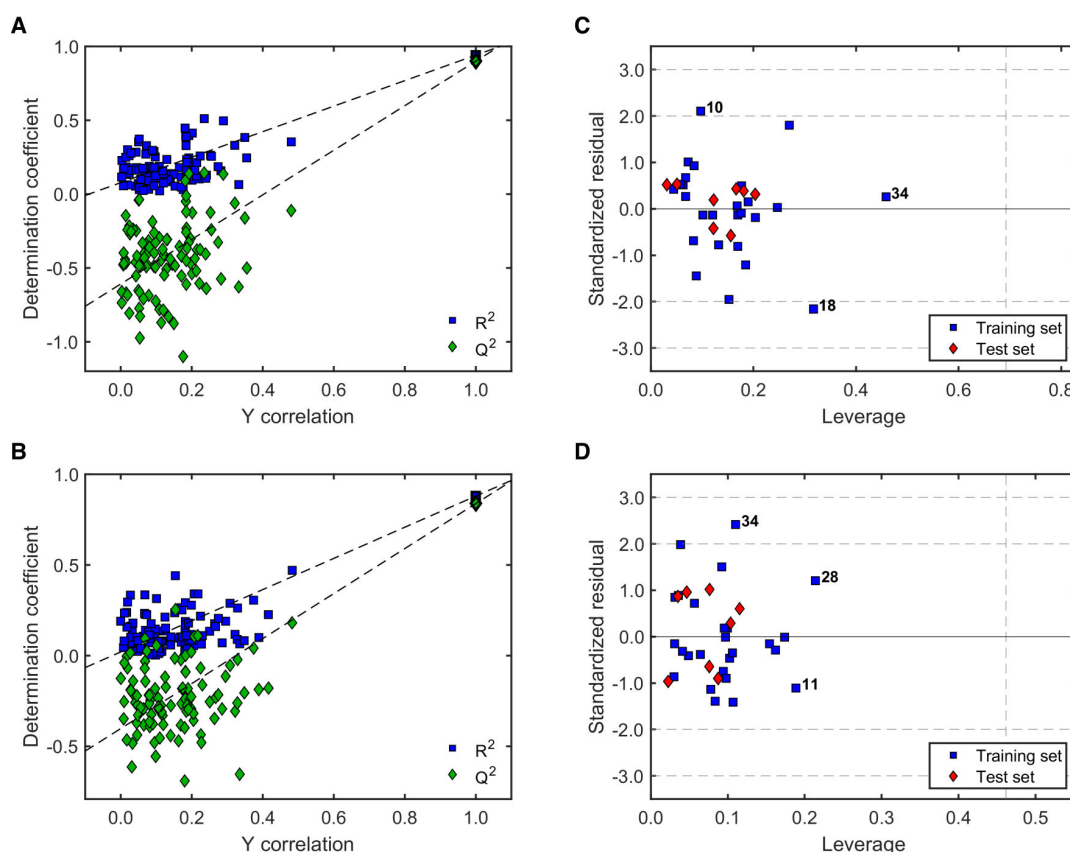 A
1.0
0.5
0.0
-0.5
-1.0
Determination coefficient
R²
Q²
0.0 0.2 0.4 0.6 0.8 1.0
Y correlation
C
3.0
2.0
1.0
0.0
-1.0
-2.0
-3.0
Standardized residual
10
34
18
Training set
Test set
0.0 0.2 0.4 0.6 0.8
Leverage
B
1.0
0.5
0.0
-0.5
Determination coefficient
R²
Q²
0.0 0.2 0.4 0.6 0.8 1.0
Y correlation
D
3.0
2.0
1.0
0.0
-1.0
-2.0
-3.0
Standardized residual
34
28
11
Training set
Test set
0.0 0.1 0.2 0.3 0.4 0.5
Leverage